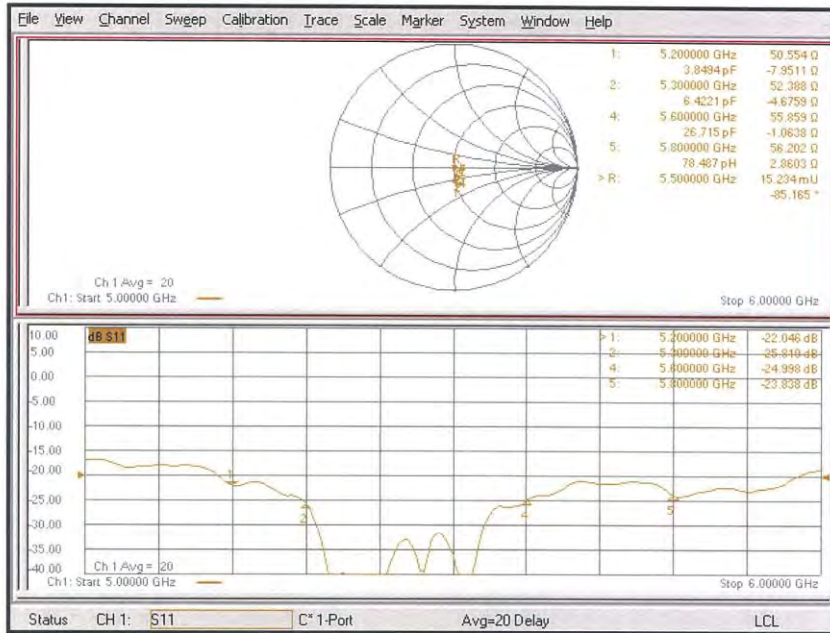 File View Channel Sweep Calibration Trace Scale Marker System Window Help
1: 5.200000 GHz 50.554 Ω
3.8494 pF -7.9511 Ω
2: 5.300000 GHz 52.388 Ω
6.4221 pF -4.6759 Ω
4: 5.600000 GHz 55.859 Ω
26.715 pF -1.0638 Ω
5: 5.800000 GHz 56.202 Ω
78.487 pH 2.8603 Ω
> R: 5.500000 GHz 15.234 mU
-85.165 °
Ch 1 Avg = 20
Ch1: Start 5.00000 GHz
Stop 6.00000 GHz
10.00
dB S11
> 1: 5.200000 GHz -22.046 dB
5.00
2: 5.300000 GHz -25.810 dB
4: 5.600000 GHz -24.998 dB
0.00
5: 5.800000 GHz -23.838 dB
-5.00
-10.00
-15.00
-20.00
1
-25.00
2
4
5
-30.00
-35.00
-40.00
Ch 1 Avg = 20
Ch1: Start 5.00000 GHz
Stop 6.00000 GHz
Status CH 1: S11 C* 1-Port Avg=20 Delay LCL